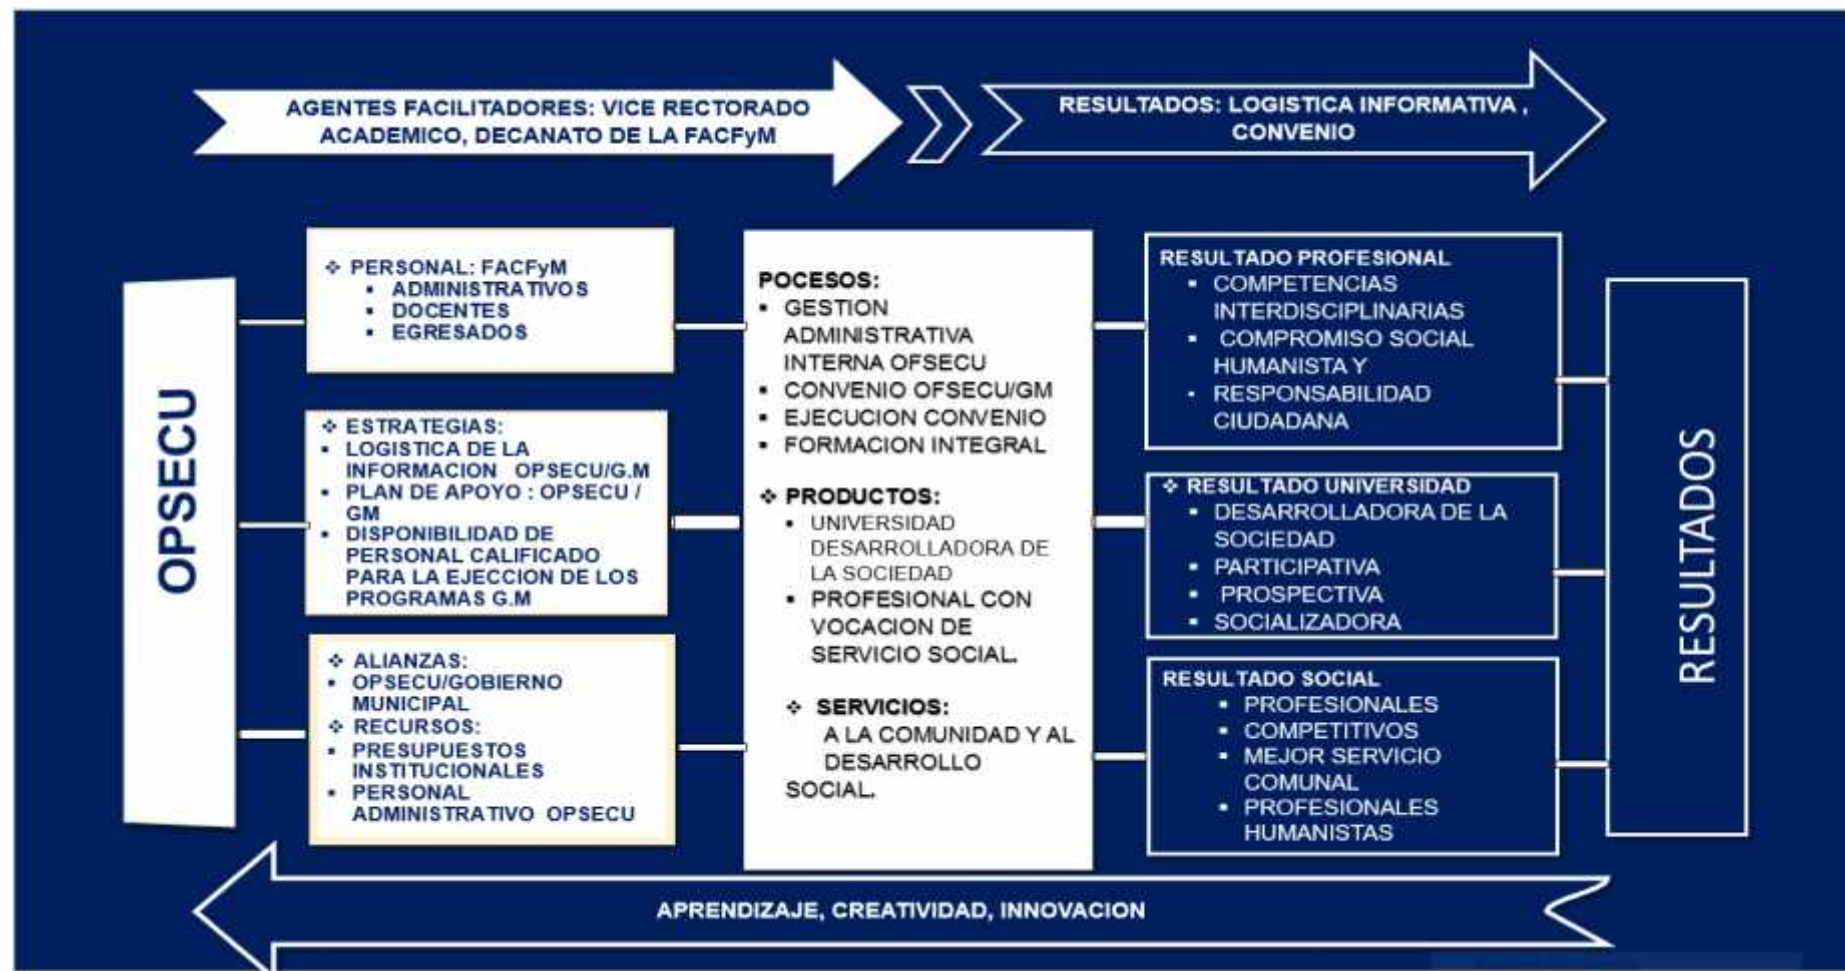 AGENTES FACILITADORES: VICE RECTORADO
ACADEMICO, DECANATO DE LA FACFyM
RESULTADOS: LOGISTICA INFORMATIVA ,
CONVENIO
OPSECU
❖ PERSONAL: FACFyM
▪ ADMINISTRATIVOS
▪ DOCENTES
▪ EGRESADOS
❖ ESTRATEGIAS:
▪ LOGISTICA DE LA
INFORMACION OPSECU/G.M
▪ PLAN DE APOYO : OPSECU /
GM
▪ DISPONIBILIDAD DE
PERSONAL CALIFICADO
PARA LA EJECCION DE LOS
PROGRAMAS G.M
❖ ALIANZAS:
▪ OPSECU/GOBIERNO
MUNICIPAL
❖ RECURSOS:
▪ PRESUPUESTOS
INSTITUCIONALES
▪ PERSONAL
ADMINISTRATIVO OPSECU
POCESOS:
▪ GESTION
ADMINISTRATIVA
INTERNA OFSECU
▪ CONVENIO OFSECU/GM
▪ EJECUCION CONVENIO
▪ FORMACION INTEGRAL
❖ PRODUCTOS:
▪ UNIVERSIDAD
DESARROLLADORA DE
LA SOCIEDAD
▪ PROFESIONAL CON
VOCACION DE
SERVICIO SOCIAL.
❖ SERVICIOS:
A LA COMUNIDAD Y AL
DESARROLLO
SOCIAL.
RESULTADO PROFESIONAL
▪ COMPETENCIAS
INTERDISCIPLINARIAS
▪ COMPROMISO SOCIAL
HUMANISTA Y
▪ RESPONSABILIDAD
CIUDADANA
❖ RESULTADO UNIVERSIDAD
▪ DESARROLLADORA DE LA
SOCIEDAD
▪ PARTICIPATIVA
▪ PROSPECTIVA
▪ SOCIALIZADORA
RESULTADO SOCIAL
▪ PROFESIONALES
▪ COMPETITIVOS
▪ MEJOR SERVICIO
COMUNAL
▪ PROFESIONALES
HUMANISTAS
RESULTADOS
APRENDIZAJE, CREATIVIDAD, INNOVACION